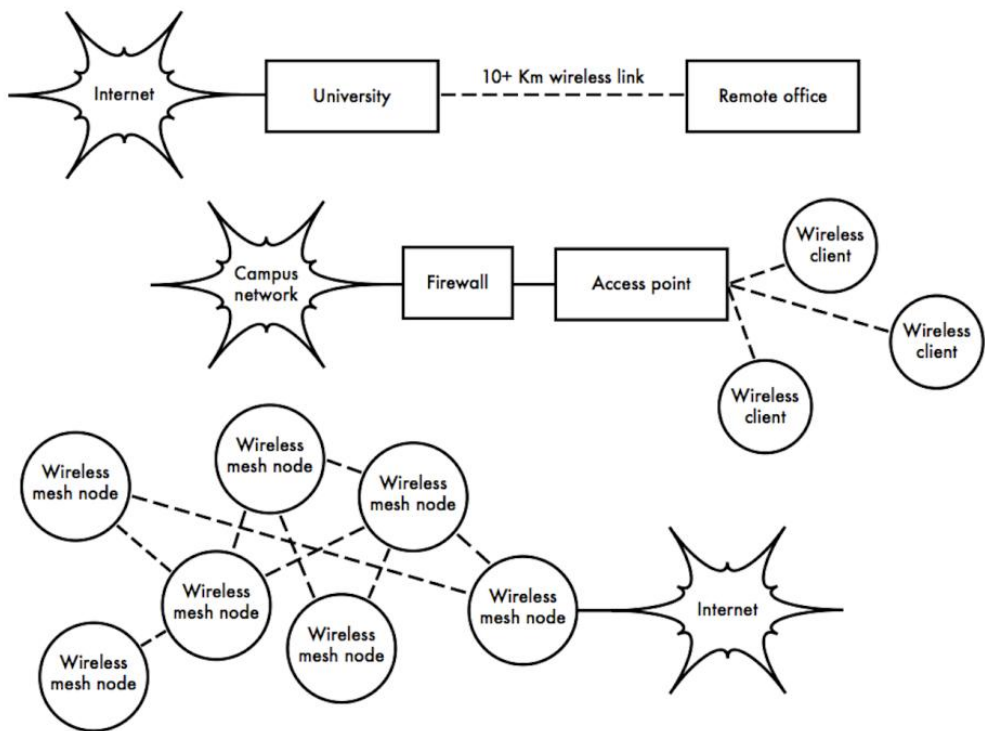 Internet
University
10+ Km wireless link
Remote office
Campus
network
Firewall
Access point
Wireless
client
Wireless
client
Wireless
client
Wireless
mesh node
Wireless
mesh node
Wireless
mesh node
Wireless
mesh node
Wireless
mesh node
Wireless
mesh node
Wireless
mesh node
Internet